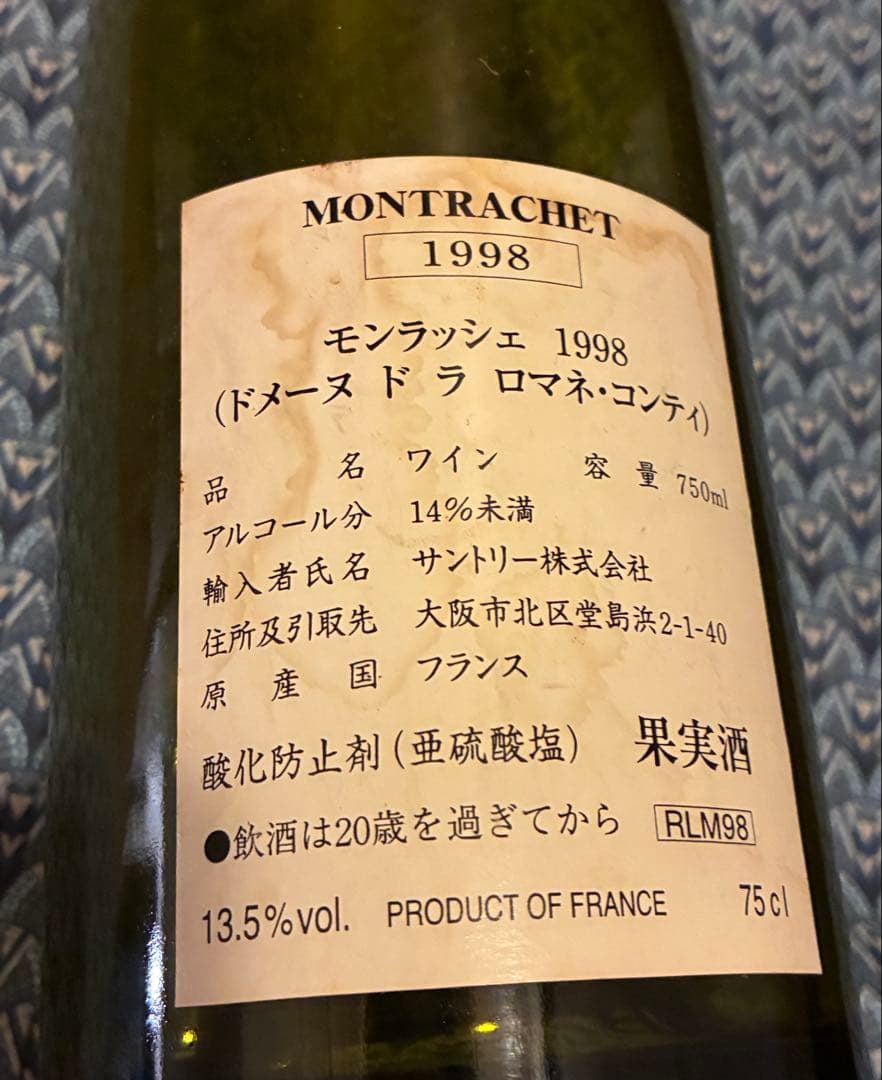 MONTRACHET
1998
モンラッシェ 1998
(ドメーヌ ド ラ ロマネ・コンティ)
品名 ワイン 容量 750ml
アルコール分 14%未満
輸入者氏名 サントリー株式会社
住所及引取先 大阪市北区堂島浜2-1-40
原産国 フランス
酸化防止剤(亜硫酸塩) 果実酒
●飲酒は20歳を過ぎてから RLM98
13.5%vol. PRODUCT OF FRANCE 75cl